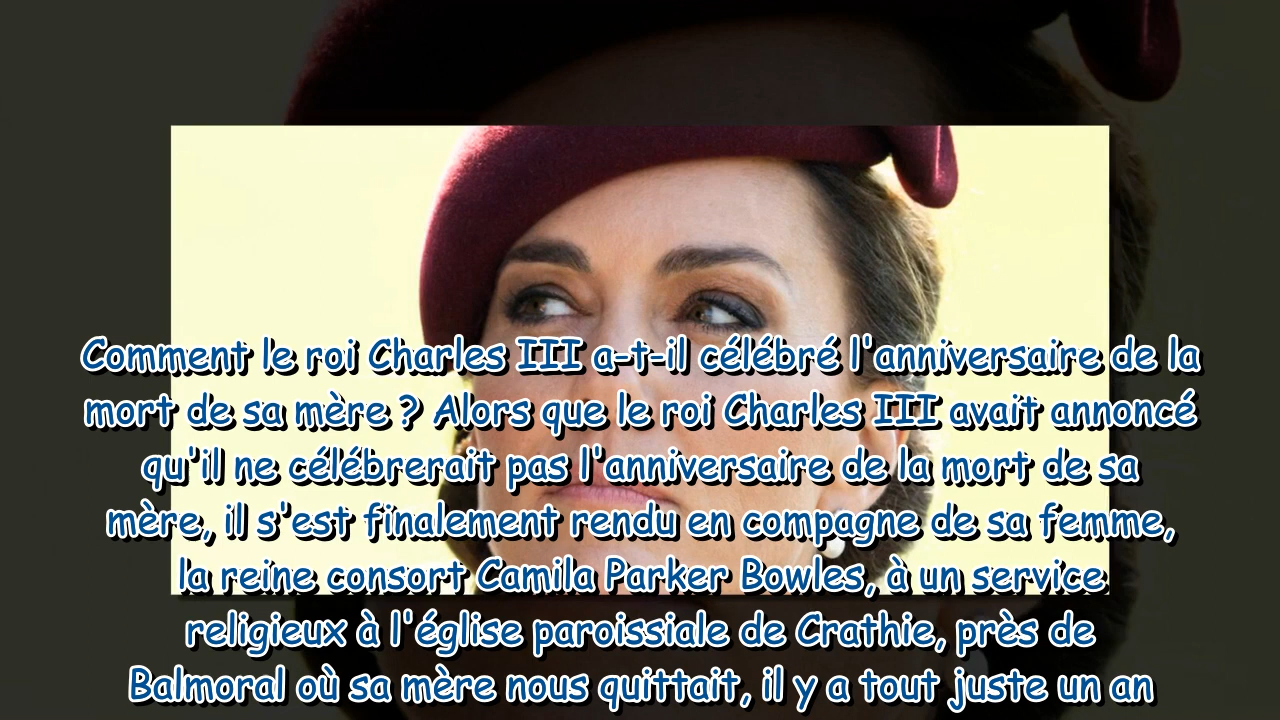 Comment le roi Charles III a-t-il célébré l'anniversaire de la
mort de sa mère ? Alors que le roi Charles III avait annoncé
qu'il ne célébrerait pas l'anniversaire de la mort de sa
mère, il s'est finalement rendu en compagne de sa femme,
la reine consort Camila Parker Bowles, à un service
religieux à l'église paroissiale de Crathie, près de
Balmoral où sa mère nous quittait, il y a tout juste un an